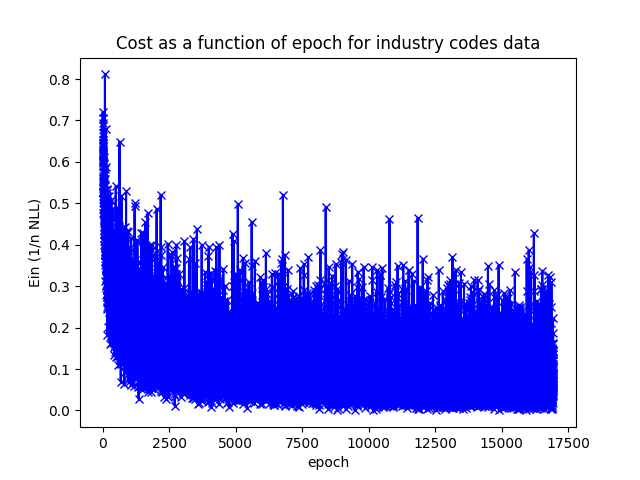 Cost as a function of epoch for industry codes data
0.8
0.7
0.6
0.5
0.4
0.3
0.2
0.1
0.0
Ein (1/n NLL)
0 2500 5000 7500 10000 12500 15000 17500
epoch